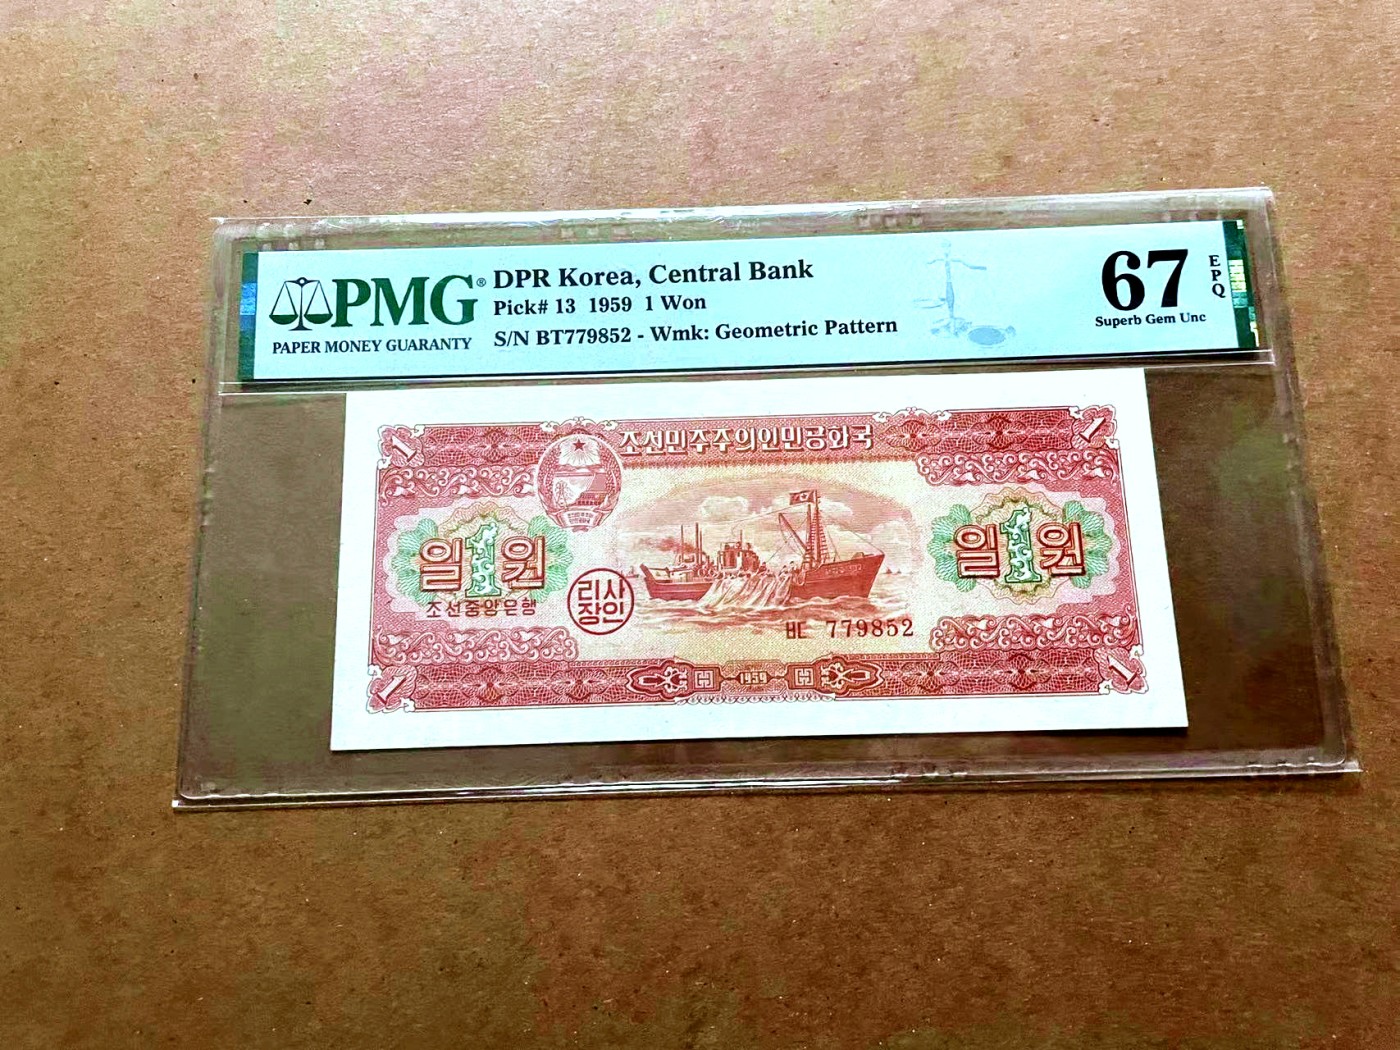 PMG®
PAPER MONEY GUARANTY
DPR Korea, Central Bank
Pick# 13 1959 1 Won
S/N BT779852 - Wmk: Geometric Pattern
67
EPQ
Superb Gem Unc
1
조선민주주의인민공화국
1
일1원
일1원
조선중앙은행
리사
장인
ㅂㄷ 779852
1
1959
1